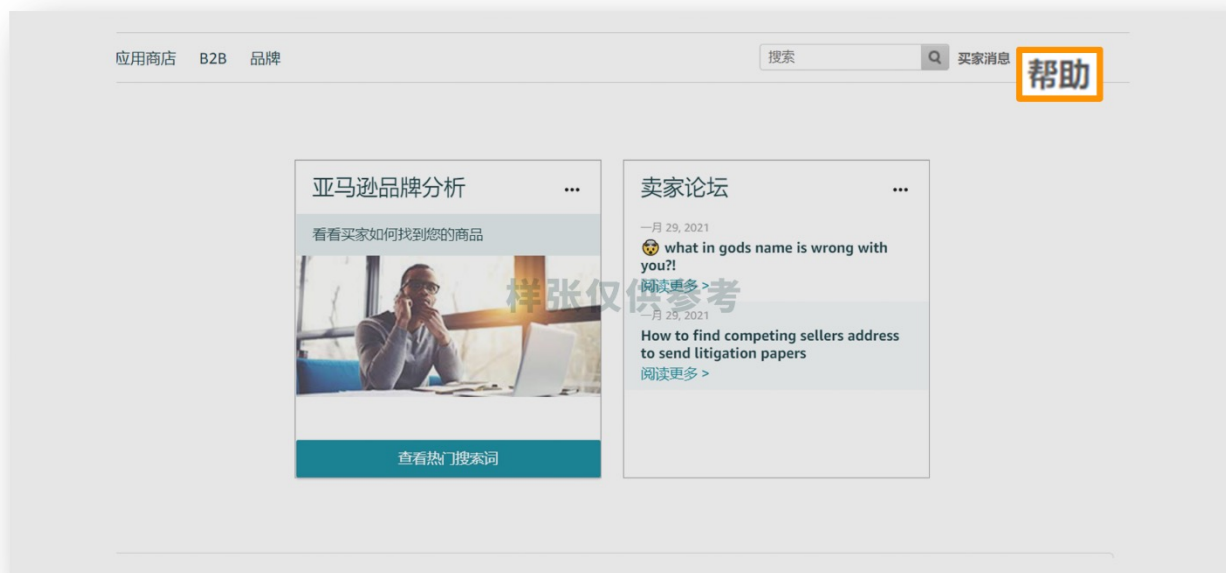 应用商店 B2B 品牌 搜索 买家消息 帮助
亚马逊品牌分析
看看买家如何找到您的商品
查看热门搜索词
卖家论坛
一月 29, 2021
🤯 what in gods name is wrong with
you?!
阅读更多 >
一月 29, 2021
How to find competing sellers address
to send litigation papers
阅读更多 >
样张仅供参考